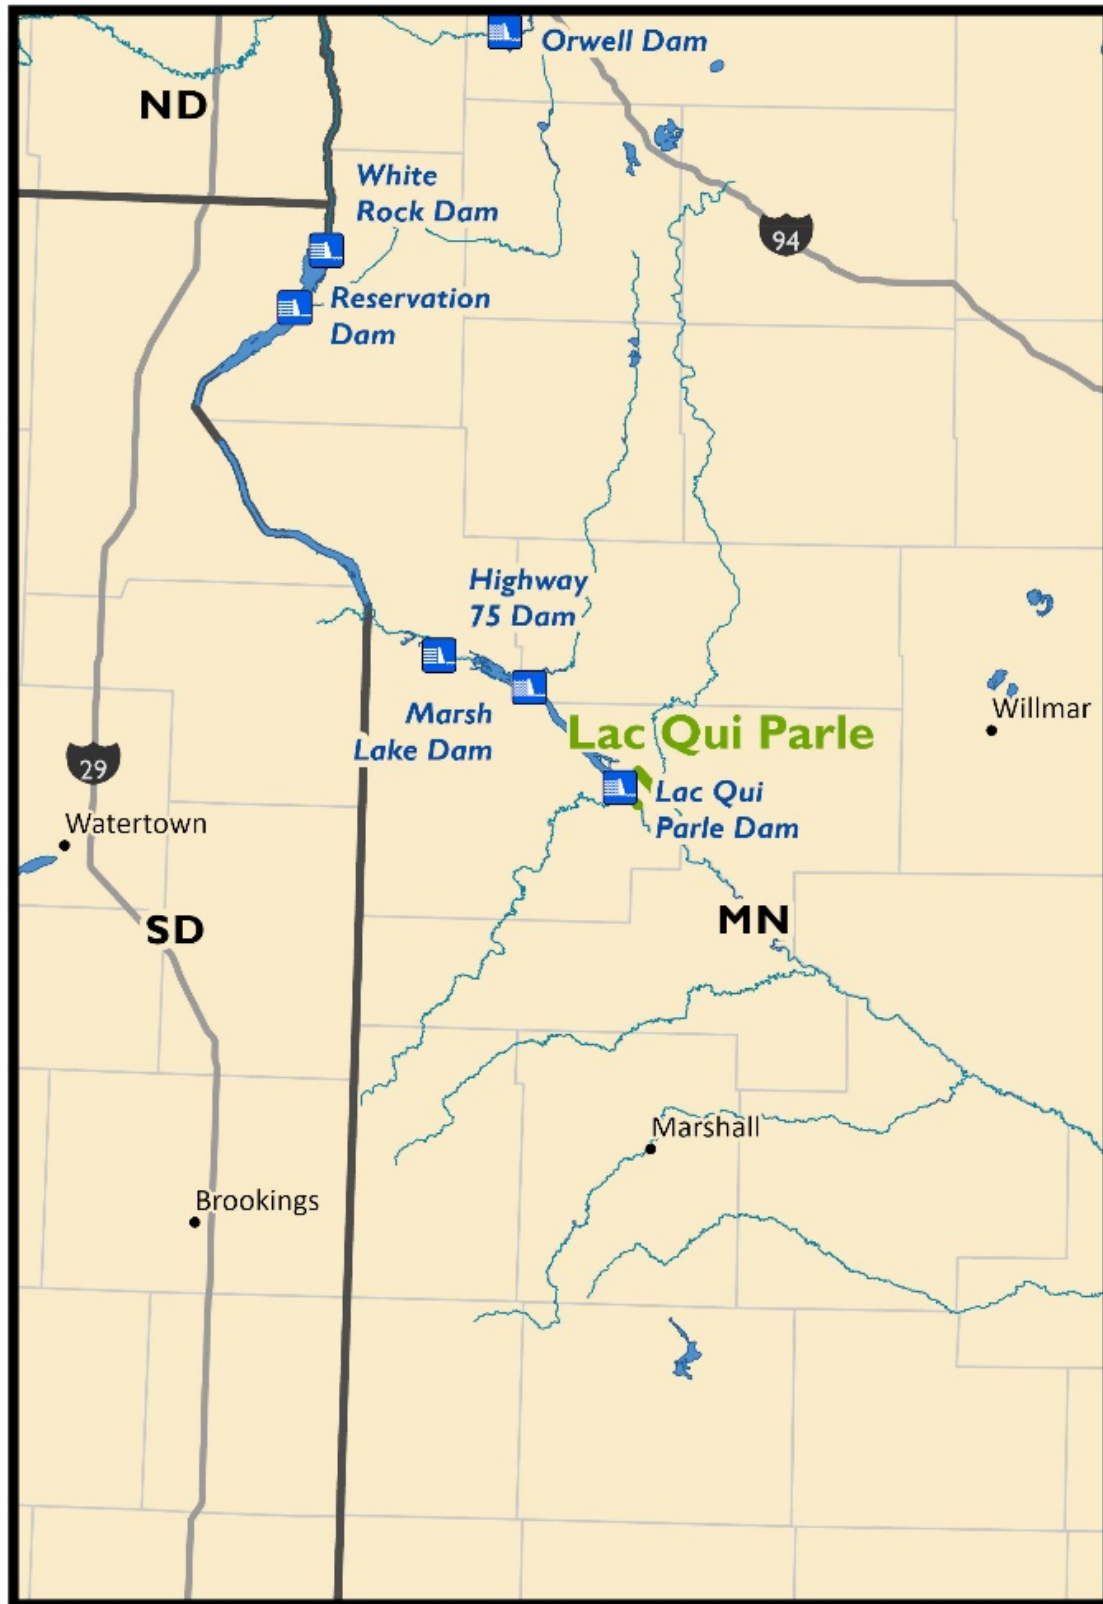 Orwell Dam
ND
White
Rock Dam
94
Reservation
Dam
Highway
75 Dam
Marsh
Lake Dam
Willmar
Lac Qui Parle
29
Lac Qui
Parle Dam
Watertown
MN
SD
Marshall
Brookings